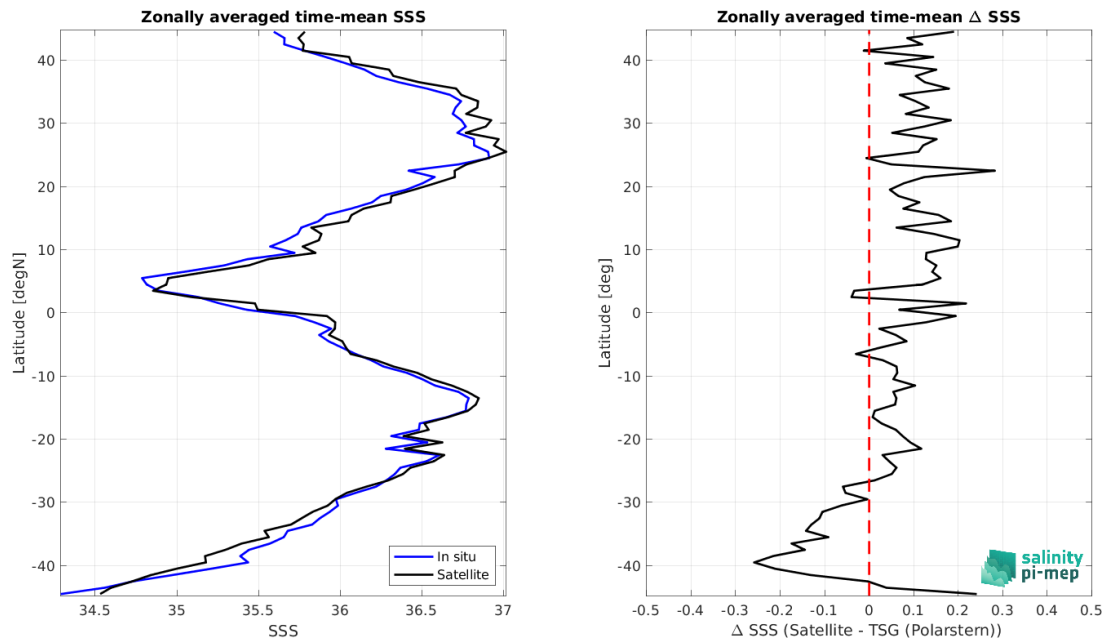 Zonally averaged time-mean SSS
40
30
20
10
0
-10
-20
-30
-40
Latitude [degN]
34.5 35 35.5 36 36.5 37
SSS
In situ
Satellite
Zonally averaged time-mean Δ SSS
40
30
20
10
0
-10
-20
-30
-40
Latitude [deg]
-0.5 -0.4 -0.3 -0.2 -0.1 0 0.1 0.2 0.3 0.4 0.5
Δ SSS (Satellite - TSG (Polarstern))
salinity
pi-mep